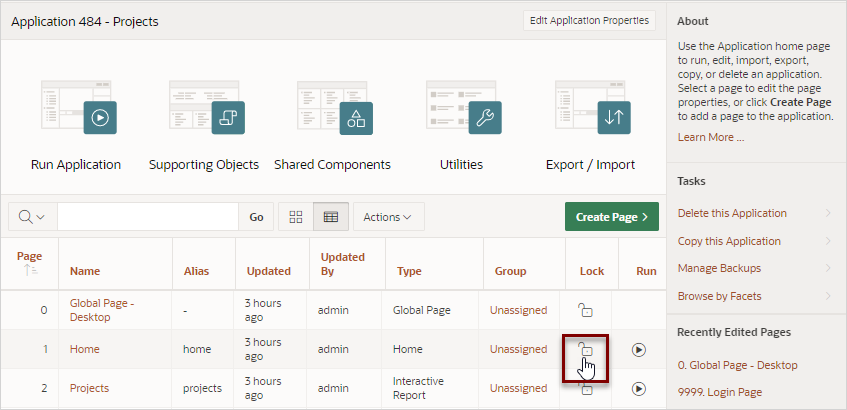 Application 484 - Projects
Edit Application Properties
Run Application
Supporting Objects
Shared Components
Utilities
Export / Import
Go
Actions
Create Page
Page
Name
Alias
Updated
Updated
By
Type
Group
Lock
Run
0
Global Page -
Desktop
-
3 hours
ago
admin
Global Page
Unassigned
1
Home
home
3 hours
ago
admin
Home
Unassigned
2
Projects
projects
3 hours
ago
admin
Interactive
Report
Unassigned
About
Use the Application home page
to run, edit, import, export,
copy, or delete an application.
Select a page to edit the page
properties, or click Create Page
to add a page to the application.
Learn More ...
Tasks
Delete this Application
Copy this Application
Manage Backups
Browse by Facets
Recently Edited Pages
0. Global Page - Desktop
9999. Login Page